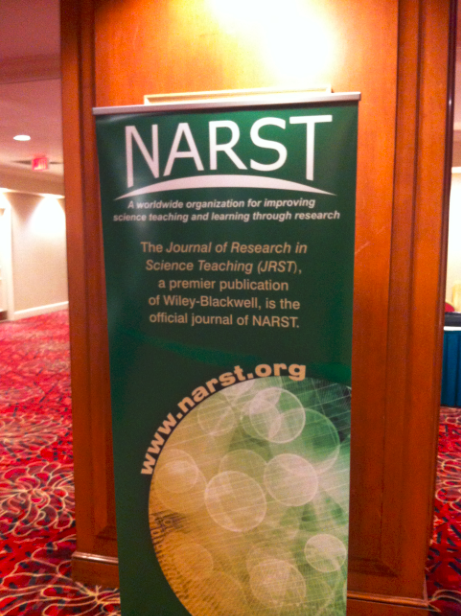 NARST
A worldwide organization for improving
science teaching and learning through research
The Journal of Research in
Science Teaching (JRST),
a premier publication
of Wiley-Blackwell, is the
official journal of NARST.
www.narst.org